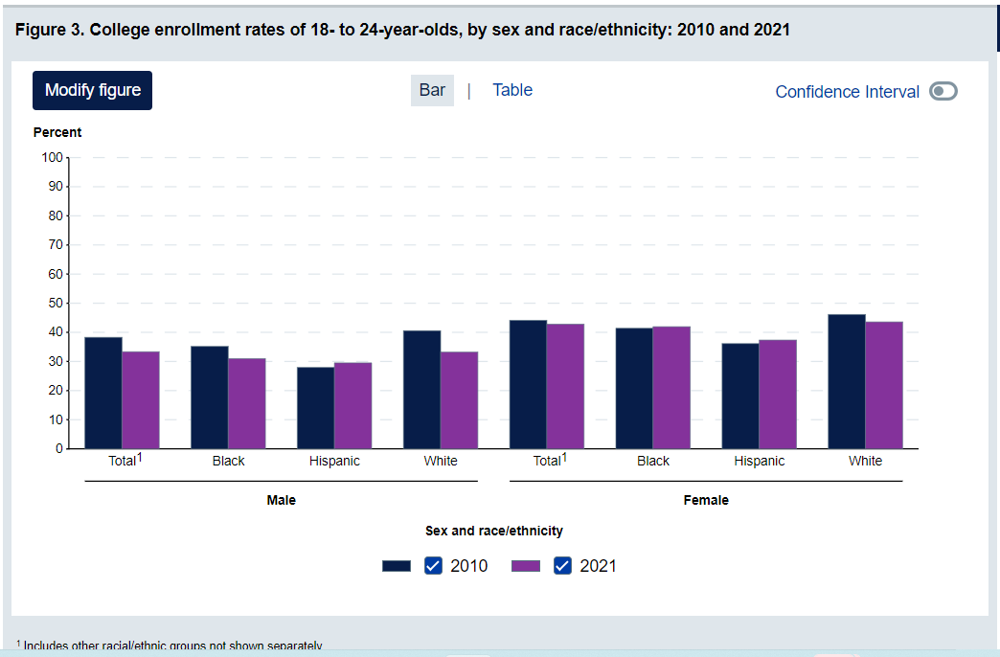 Figure 3. College enrollment rates of 18- to 24-year-olds, by sex and race/ethnicity: 2010 and 2021
Modify figure
Bar | Table
Confidence Interval
Percent
100
90
80
70
60
50
40
30
20
10
0
Total1 Black Hispanic White Total1 Black Hispanic White
Male Female
Sex and race/ethnicity
2010 2021
1 Includes other racial/ethnic groups not shown separately